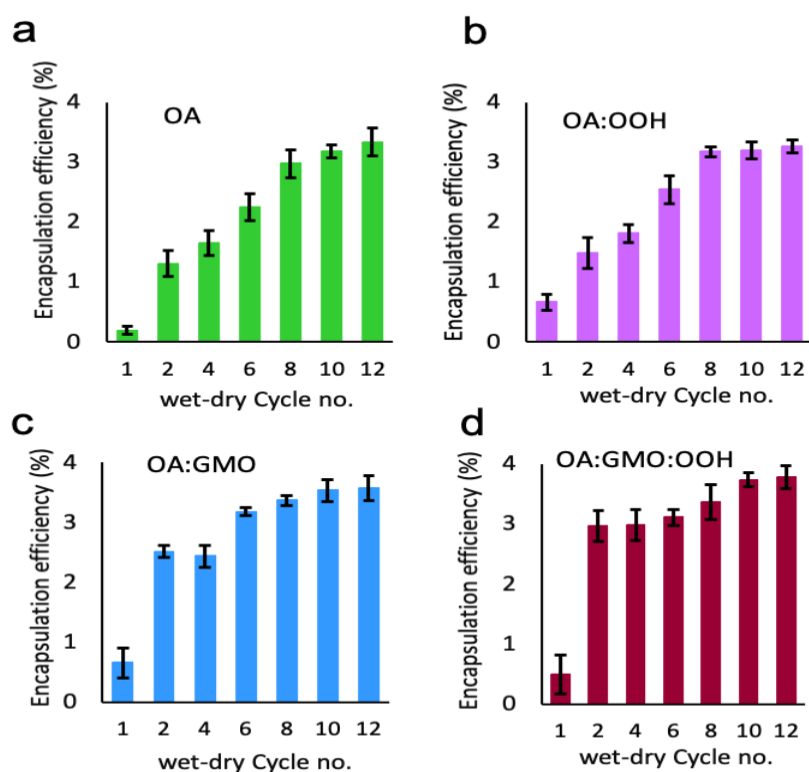 a
OA
Encapsulation efficiency (%)
4
3
2
1
0
1 2 4 6 8 10 12
wet-dry Cycle no.
b
OA:OOH
Encapsulation efficiency (%)
4
3
2
1
0
1 2 4 6 8 10 12
wet-dry Cycle no.
c
OA:GMO
Encapsulation efficiency (%)
4
3
2
1
0
1 2 4 6 8 10 12
wet-dry Cycle no.
d
OA:GMO:OOH
Encapsulation efficiency (%)
4
3
2
1
0
1 2 4 6 8 10 12
wet-dry Cycle no.